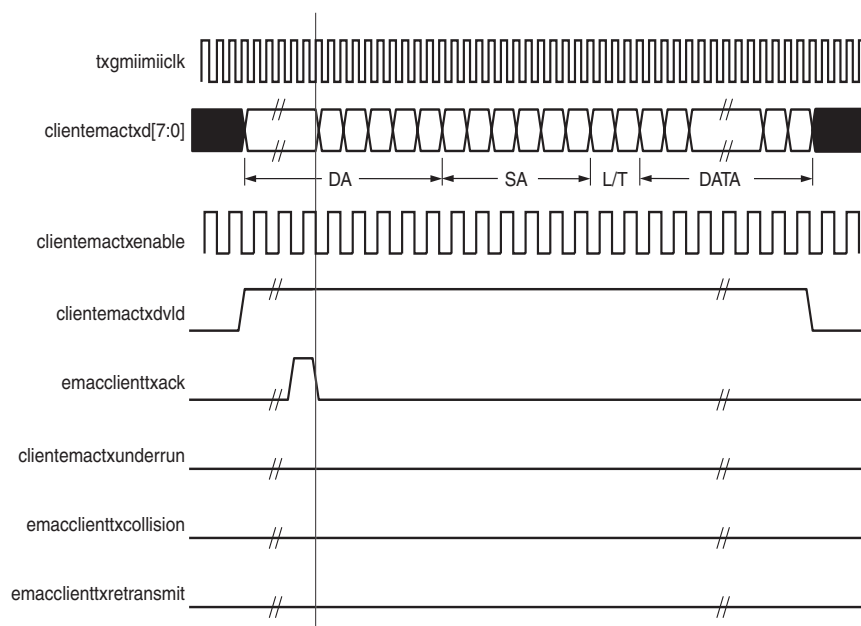 txgmiimiiclk
clientemactxd[7:0]
DA SA L/T DATA
clientemactxenable
clientemactxdvld
emacclienttxack
clientemactxunderrun
emacclienttxcollision
emacclienttxretransmit